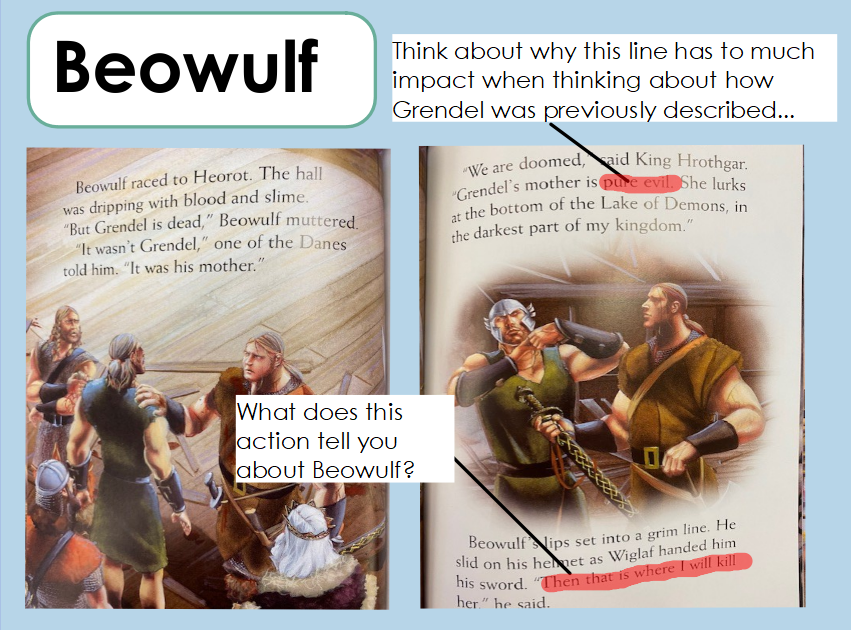 Beowulf
Think about why this line has to much
impact when thinking about how
Grendel was previously described...
Beowulf raced to Heorot. The hall
was dripping with blood and slime.
“But Grendel is dead,” Beowulf muttered.
“It wasn’t Grendel,” one of the Danes
told him. “It was his mother.”
What does this
action tell you
about Beowulf?
“We are doomed,” said King Hrothgar.
“Grendel’s mother is pure evil. She lurks
at the bottom of the Lake of Demons, in
the darkest part of my kingdom.”
Beowulf’s lips set into a grim line. He
slid on his helmet as Wiglaf handed him
his sword. “Then that is where I will kill
her,” he said.